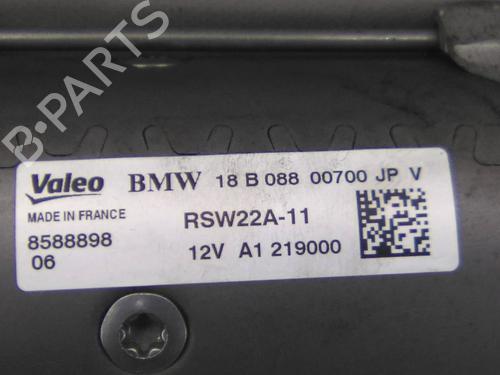 B-PARTS
Valeo BMW 18 B 088 00700 JP V
MADE IN FRANCE RSW22A-11
8588898 12V A1 219000
06